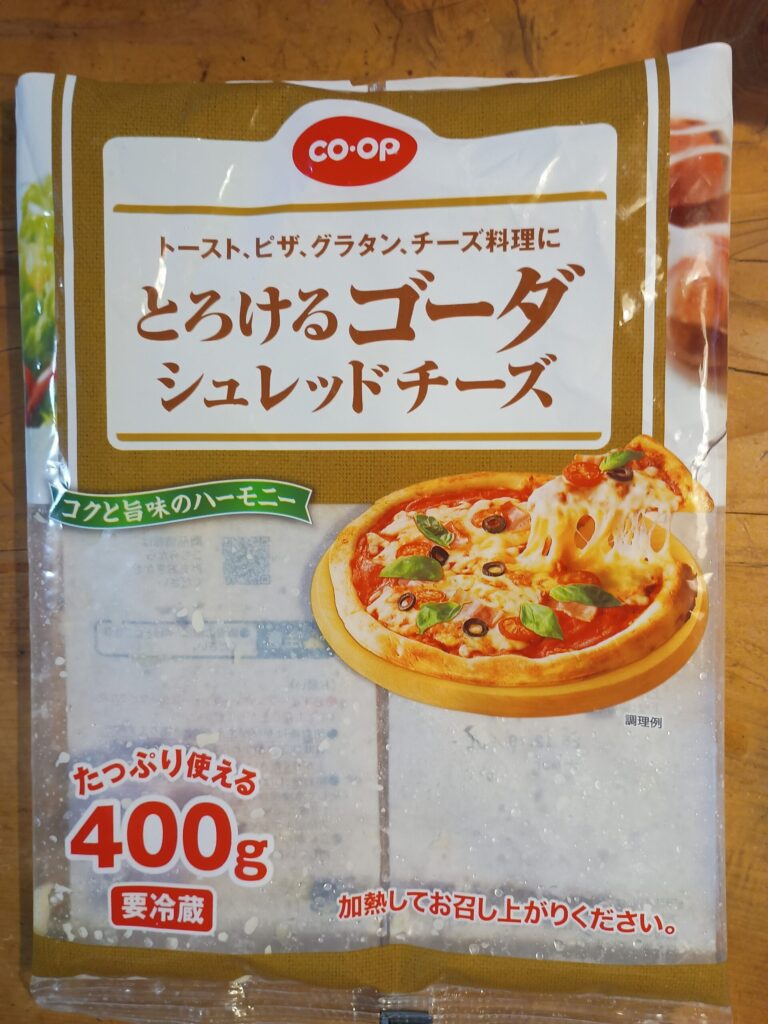 CO・OP
トースト、ピザ、グラタン、チーズ料理に
とろけるゴーダ
シュレッドチーズ
コクと旨味のハーモニー
調理例
たっぷり使える
400g
要冷蔵
加熱してお召し上がりください。